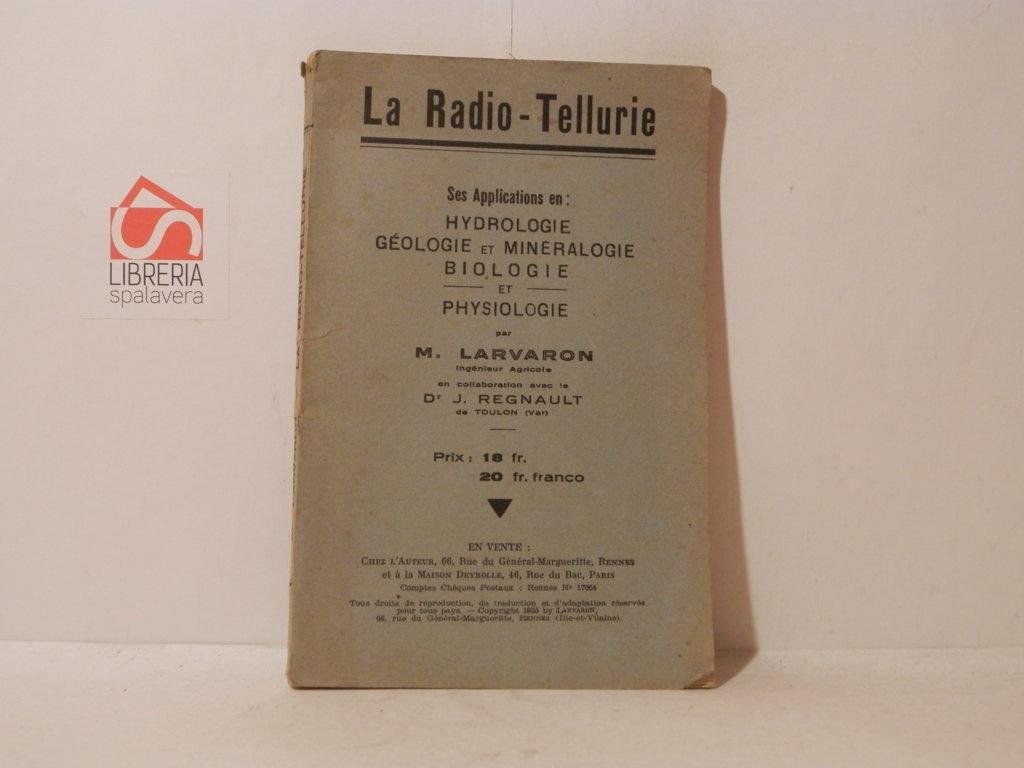 La Radio-Tellurie
Ses Applications en :
HYDROLOGIE
GÉOLOGIE ET MINÉRALOGIE
BIOLOGIE
ET
PHYSIOLOGIE
par
M. LARVARON
Ingénieur Agricole
en collaboration avec le
Dr J. REGNAULT
de TOULON (Var)
Prix : 18 fr.
20 fr. franco
EN VENTE :
CHEZ L'AUTEUR, 66, Rue du Général-Margueritte, RENNES
et à la MAISON DEYROLLE, 46, Rue du Bac, PARIS
Comptes Chèques Postaux : Rennes No 17064
Tous droits de reproduction, de traduction et d'adaptation réservés
pour tous pays. — Copyright 1935 by LARVARON,
66, rue du Général-Margueritte, RENNES (Ille-et-Vilaine).
LA RADIO-TELLURIE
LIBRERIA
spalavera